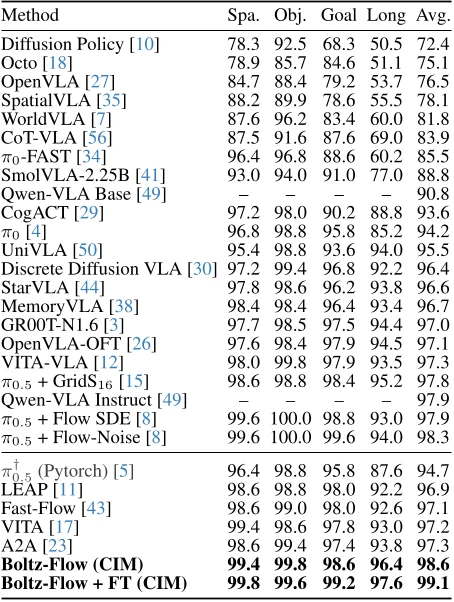 Method Spa. Obj. Goal Long Avg.
Diffusion Policy [10] 78.3 92.5 68.3 50.5 72.4
Octo [18] 78.9 85.7 84.6 51.1 75.1
OpenVLA [27] 84.7 88.4 79.2 53.7 76.5
SpatialVLA [35] 88.2 89.9 78.6 55.5 78.1
WorldVLA [7] 87.6 96.2 83.4 60.0 81.8
CoT-VLA [56] 87.5 91.6 87.6 69.0 83.9
π0-FAST [34] 96.4 96.8 88.6 60.2 85.5
SmolVLA-2.25B [41] 93.0 94.0 91.0 77.0 88.8
Qwen-VLA Base [49] – – – – 90.8
CogACT [29] 97.2 98.0 90.2 88.8 93.6
π0 [4] 96.8 98.8 95.8 85.2 94.2
UniVLA [50] 95.4 98.8 93.6 94.0 95.5
Discrete Diffusion VLA [30] 97.2 99.4 96.8 92.2 96.4
StarVLA [44] 97.8 98.6 96.2 93.8 96.6
MemoryVLA [38] 98.4 98.4 96.4 93.4 96.7
GR00T-N1.6 [3] 97.7 98.5 97.5 94.4 97.0
OpenVLA-OFT [26] 97.6 98.4 97.9 94.5 97.1
VITA-VLA [12] 98.0 99.8 97.9 93.5 97.3
π0.5 + GridS16 [15] 98.6 98.8 98.4 95.2 97.8
Qwen-VLA Instruct [49] – – – – 97.9
π0.5 + Flow SDE [8] 99.6 100.0 98.8 93.0 97.9
π0.5 + Flow-Noise [8] 99.6 100.0 99.6 94.0 98.3
π†0.5 (Pytorch) [5] 96.4 98.8 95.8 87.6 94.7
LEAP [11] 98.6 98.8 98.0 92.2 96.9
Fast-Flow [43] 98.6 99.0 98.0 92.6 97.1
VITA [17] 99.4 98.6 97.8 93.0 97.2
A2A [23] 98.6 99.4 97.4 93.8 97.3
Boltz-Flow (CIM) 99.4 99.8 98.6 96.4 98.6
Boltz-Flow + FT (CIM) 99.8 99.6 99.2 97.6 99.1